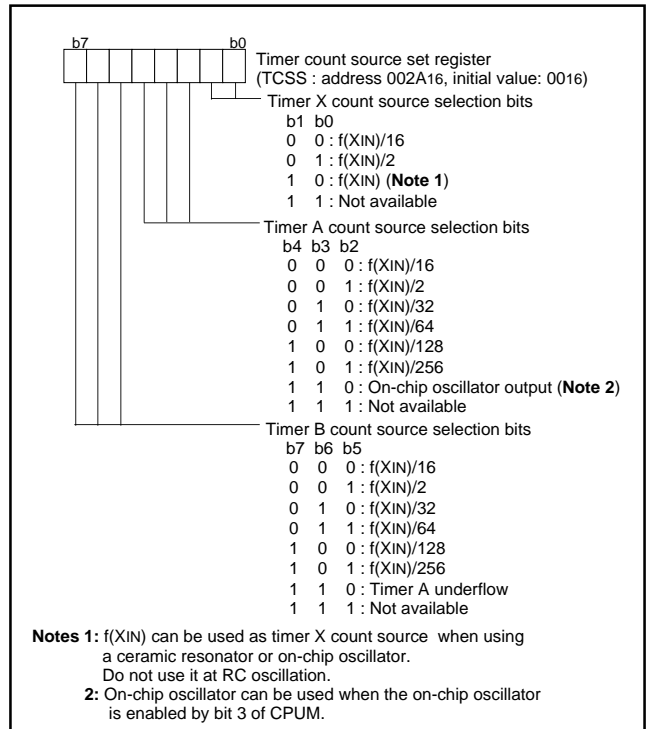 b7 b0
Timer count source set register
(TCSS : address 002A16, initial value: 0016)
Timer X count source selection bits
b1 b0
0 0 : f(XIN)/16
0 1 : f(XIN)/2
1 0 : f(XIN) (Note 1)
1 1 : Not available
Timer A count source selection bits
b4 b3 b2
0 0 0 : f(XIN)/16
0 0 1 : f(XIN)/2
0 1 0 : f(XIN)/32
0 1 1 : f(XIN)/64
1 0 0 : f(XIN)/128
1 0 1 : f(XIN)/256
1 1 0 : On-chip oscillator output (Note 2)
1 1 1 : Not available
Timer B count source selection bits
b7 b6 b5
0 0 0 : f(XIN)/16
0 0 1 : f(XIN)/2
0 1 0 : f(XIN)/32
0 1 1 : f(XIN)/64
1 0 0 : f(XIN)/128
1 0 1 : f(XIN)/256
1 1 0 : Timer A underflow
1 1 1 : Not available
Notes 1: f(XIN) can be used as timer X count source when using
a ceramic resonator or on-chip oscillator.
Do not use it at RC oscillation.
2: On-chip oscillator can be used when the on-chip oscillator
is enabled by bit 3 of CPUM.